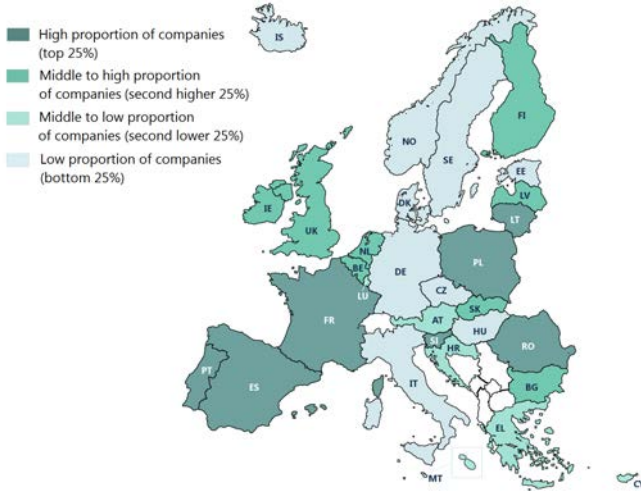 High proportion of companies
(top 25%)
Middle to high proportion
of companies (second higher 25%)
Middle to low proportion
of companies (second lower 25%)
Low proportion of companies
(bottom 25%)
IS
FI
NO
SE
EE
LV
DK
LT
IE
UK
NL
BE
DE
PL
LU
CZ
SK
FR
AT
HU
SI
HR
RO
PT
ES
IT
BG
EL
MT